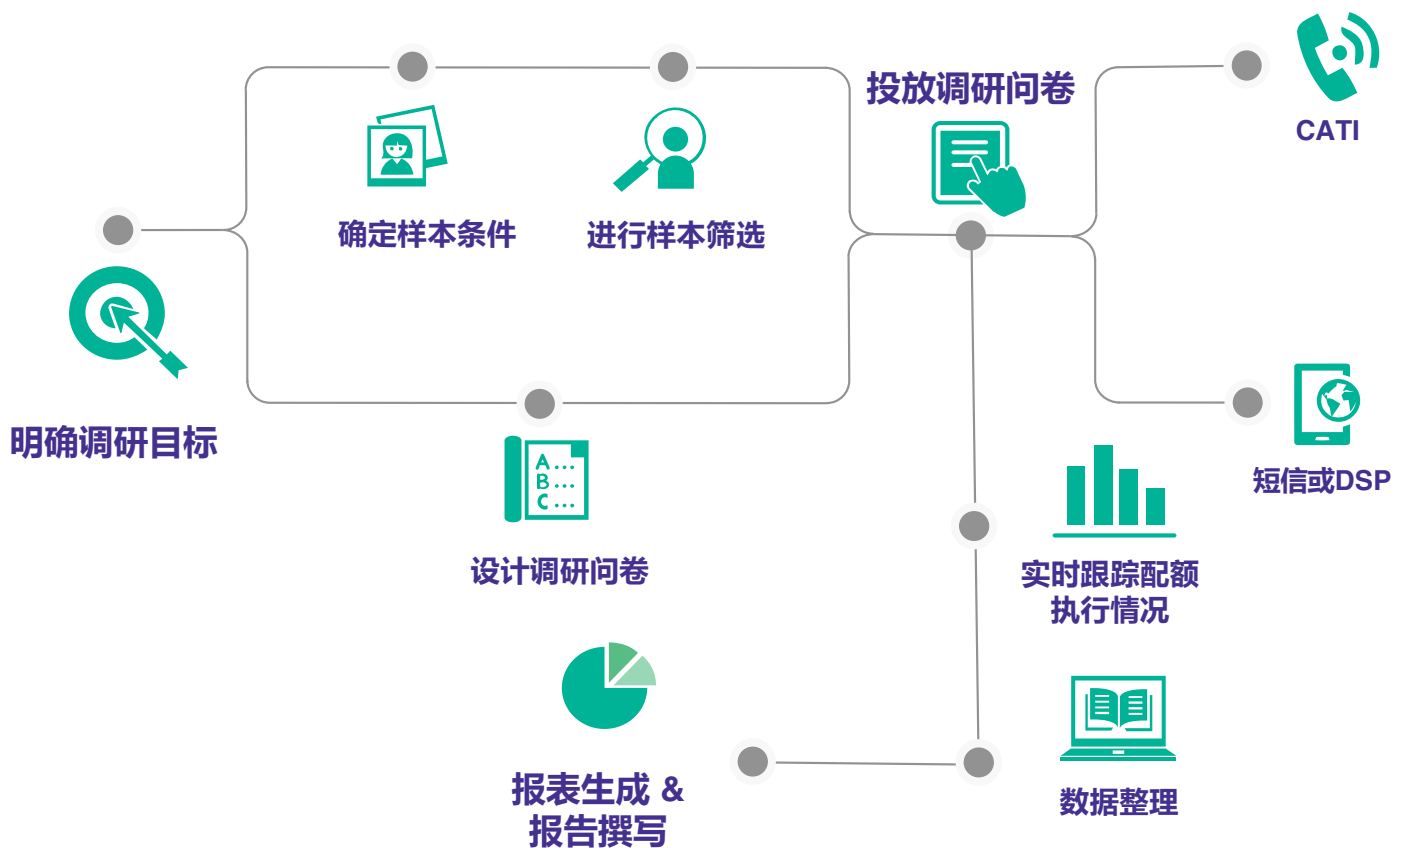 投放调研问卷
CATI
确定样本条件
进行样本筛选
明确调研目标
A...
B...
C...
短信或DSP
设计调研问卷
实时跟踪配额
执行情况
报表生成 &
报告撰写
数据整理